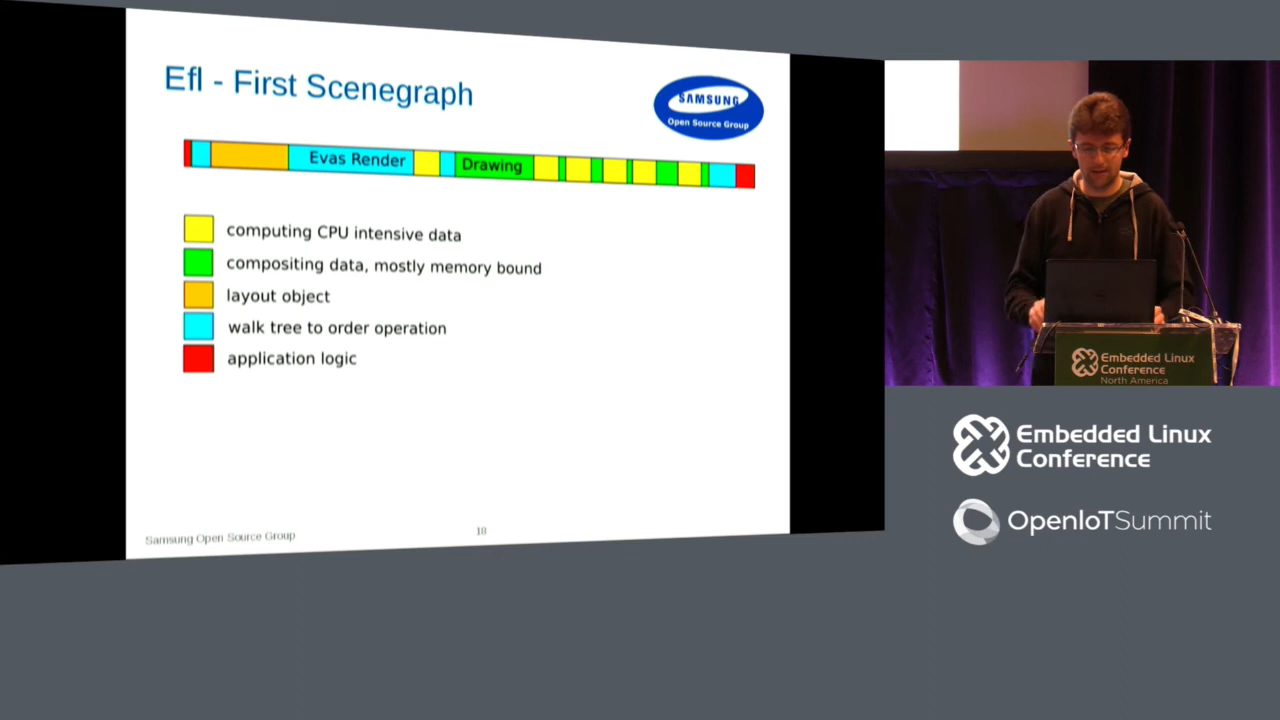 Efl - First Scenegraph
SAMSUNG
Open Source Group
Evas Render
Drawing
computing CPU intensive data
compositing data, mostly memory bound
layout object
walk tree to order operation
application logic
Samsung Open Source Group
18
Embedded Linux
Conference
North America
Embedded Linux
Conference
OpenIoTSummit